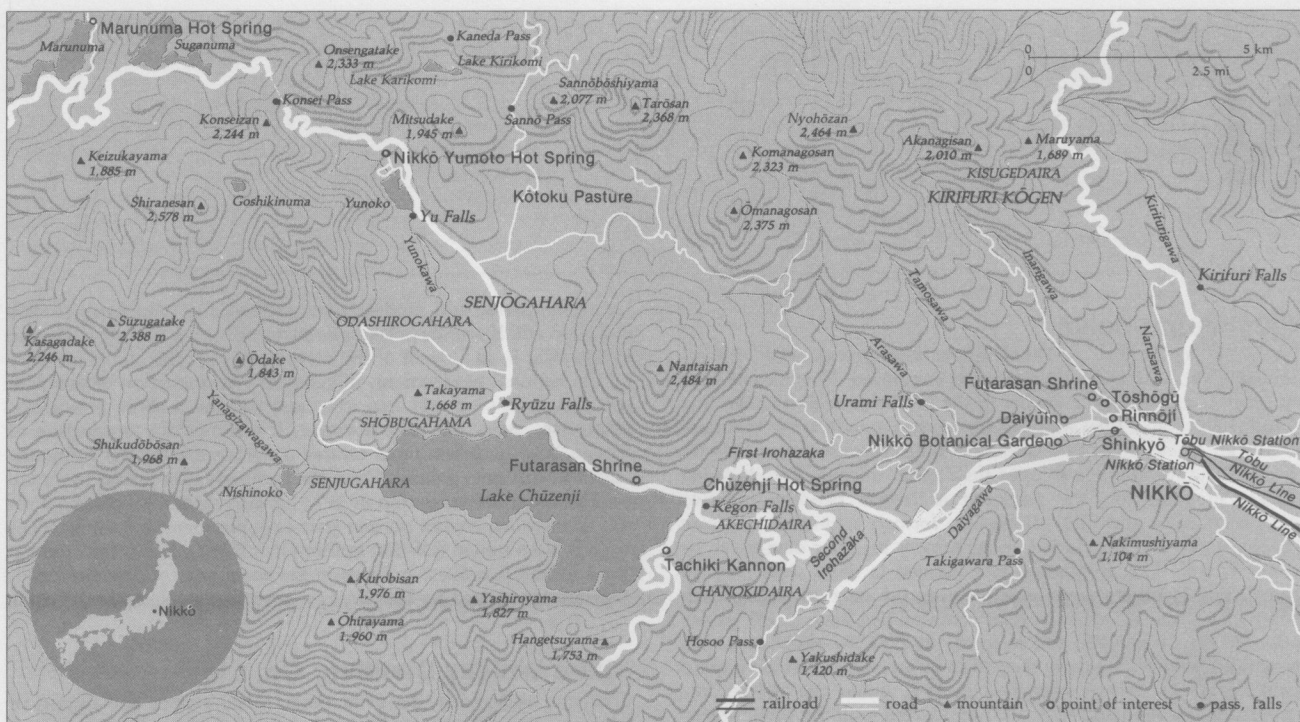 Marunuma Hot Spring
Marunuma
Suganuma
Onsengatake
2,333 m
Kaneda Pass
Lake Kirikomi
Lake Karikomi
Sannōbōshiyama
2,077 m
Tarōsan
2,368 m
0 5 km
0 2.5 mi
Konsei Pass
Konseizan
2,244 m
Mitsudake
1,945 m
Sannō Pass
Nyohōzan
2,464 m
Akanagisan
2,010 m
Maruyama
1,689 m
Keizukayama
1,885 m
Nikkō Yumoto Hot Spring
Komanagosan
2,323 m
KISUGEDAIRA
KIRIFURI KŌGEN
Shiranesan
2,578 m
Goshikinuma
Yunoko
Kōtoku Pasture
Yu Falls
Ōmanagosan
2,375 m
Kirifurigawa
Yunokawa
Inarigawa
Kirifuri Falls
Tamosawa
SENJŌGAHARA
ODASHIROGAHARA
Kasagadake
2,246 m
Suzugatake
2,388 m
Ōdake
1,843 m
Nantaisan
2,484 m
Arasawa
Narusawa
Takayama
1,668 m
Ryūzu Falls
SHŌBUGAHAMA
Yanagizawagawa
Urami Falls
Futarasan Shrine
Tōshōgū
Daiyūin
Rinnōji
Nikkō Botanical Garden
Shinkyō
Tōbu Nikkō Station
Tōbu
Nikkō Line
Nikkō Station
NIKKŌ
Nikkō Line
Shukudōbōsan
1,968 m
Nishinoko
SENJUGAHARA
Futarasan Shrine
Lake Chūzenji
First Irohazaka
Chūzenji Hot Spring
Kegon Falls
AKECHIDAIRA
Second
Irohazaka
Daiyagawa
Tachiki Kannon
CHANOKIDAIRA
Takigawara Pass
Nakimushiyama
1,104 m
Nikkō
Kurobisan
1,976 m
Ōhirayama
1,960 m
Yashiroyama
1,827 m
Hangetsuyama
1,753 m
Hosoo Pass
Yakushidake
1,420 m
railroad road mountain point of interest pass, falls